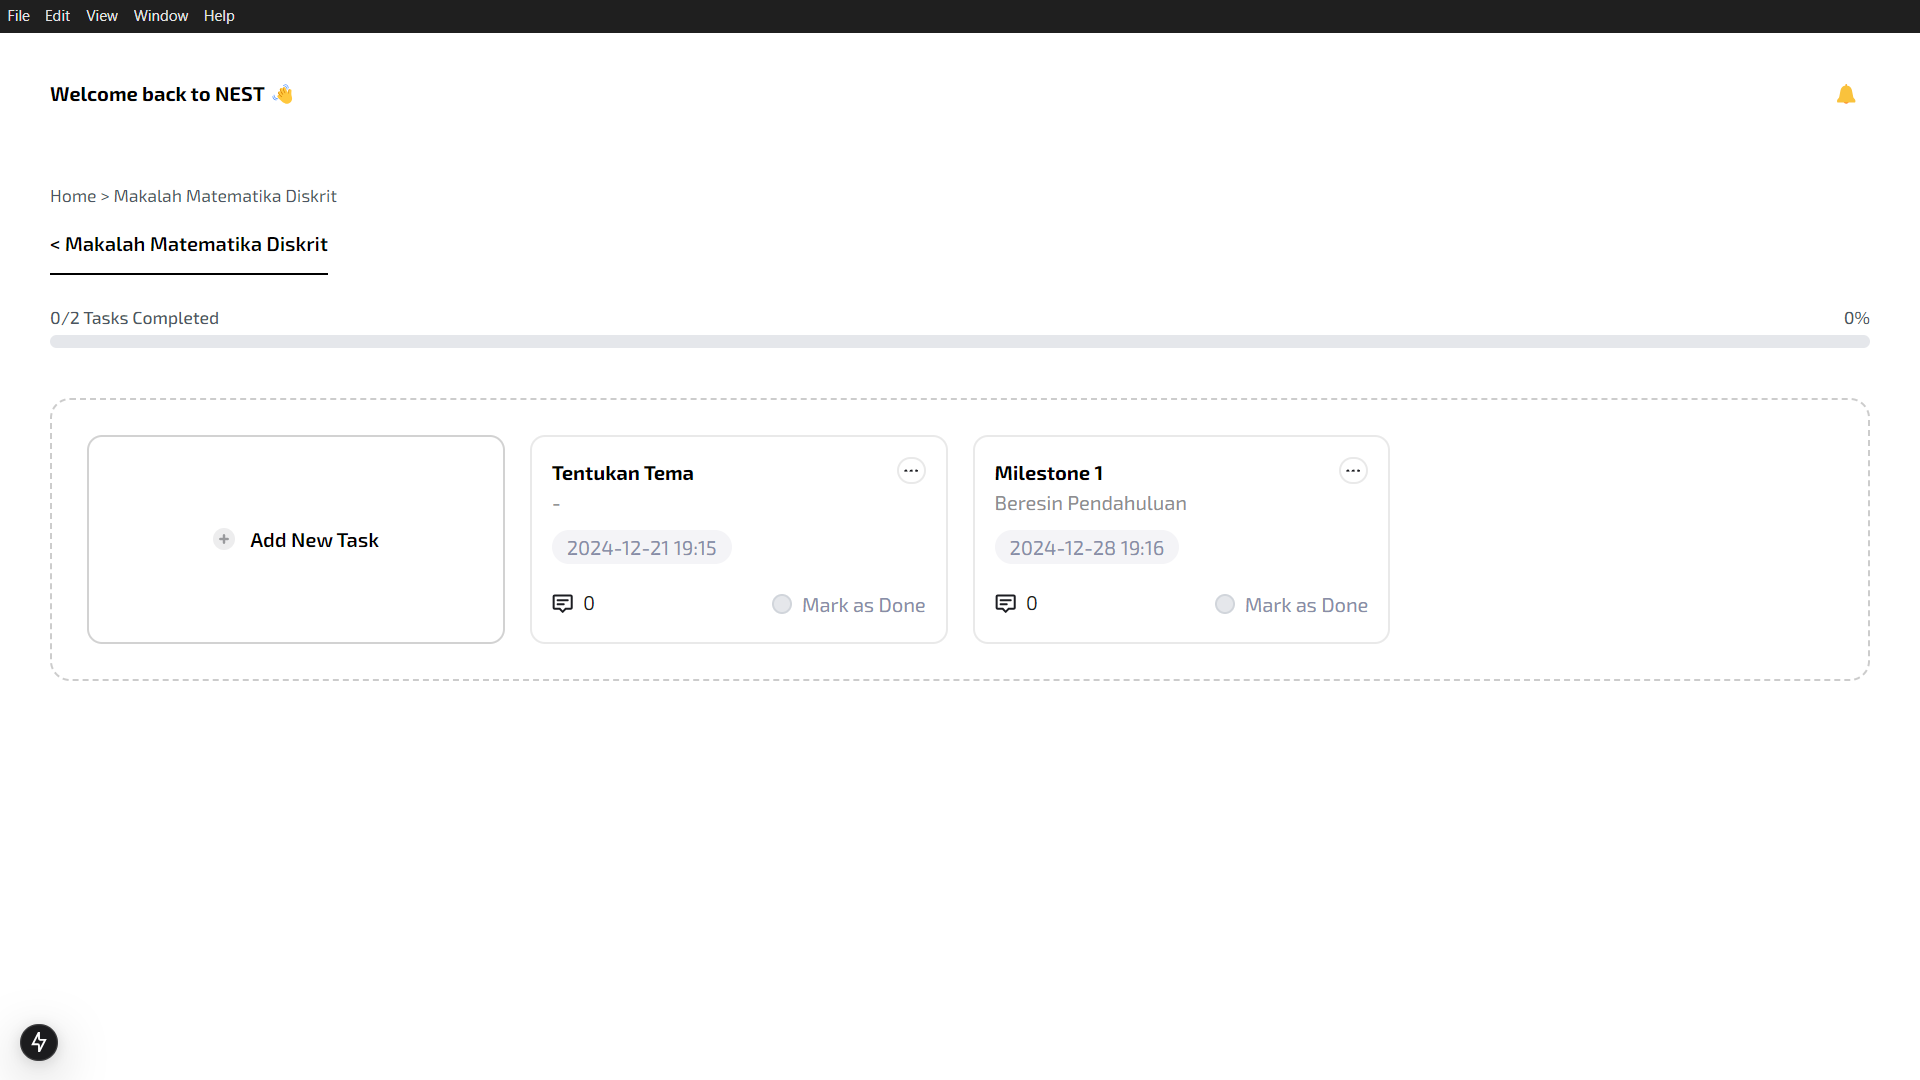 File Edit View Window Help
Welcome back to NEST 👋
Home > Makalah Matematika Diskrit
< Makalah Matematika Diskrit
0/2 Tasks Completed 0%
+ Add New Task
Tentukan Tema
-
2024-12-21 19:15
0 Mark as Done
Milestone 1
Beresin Pendahuluan
2024-12-28 19:16
0 Mark as Done